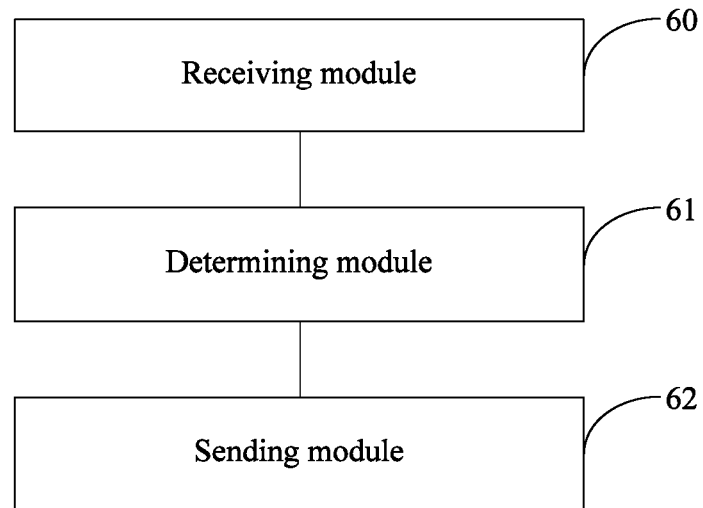 60
Receiving module
61
Determining module
62
Sending module